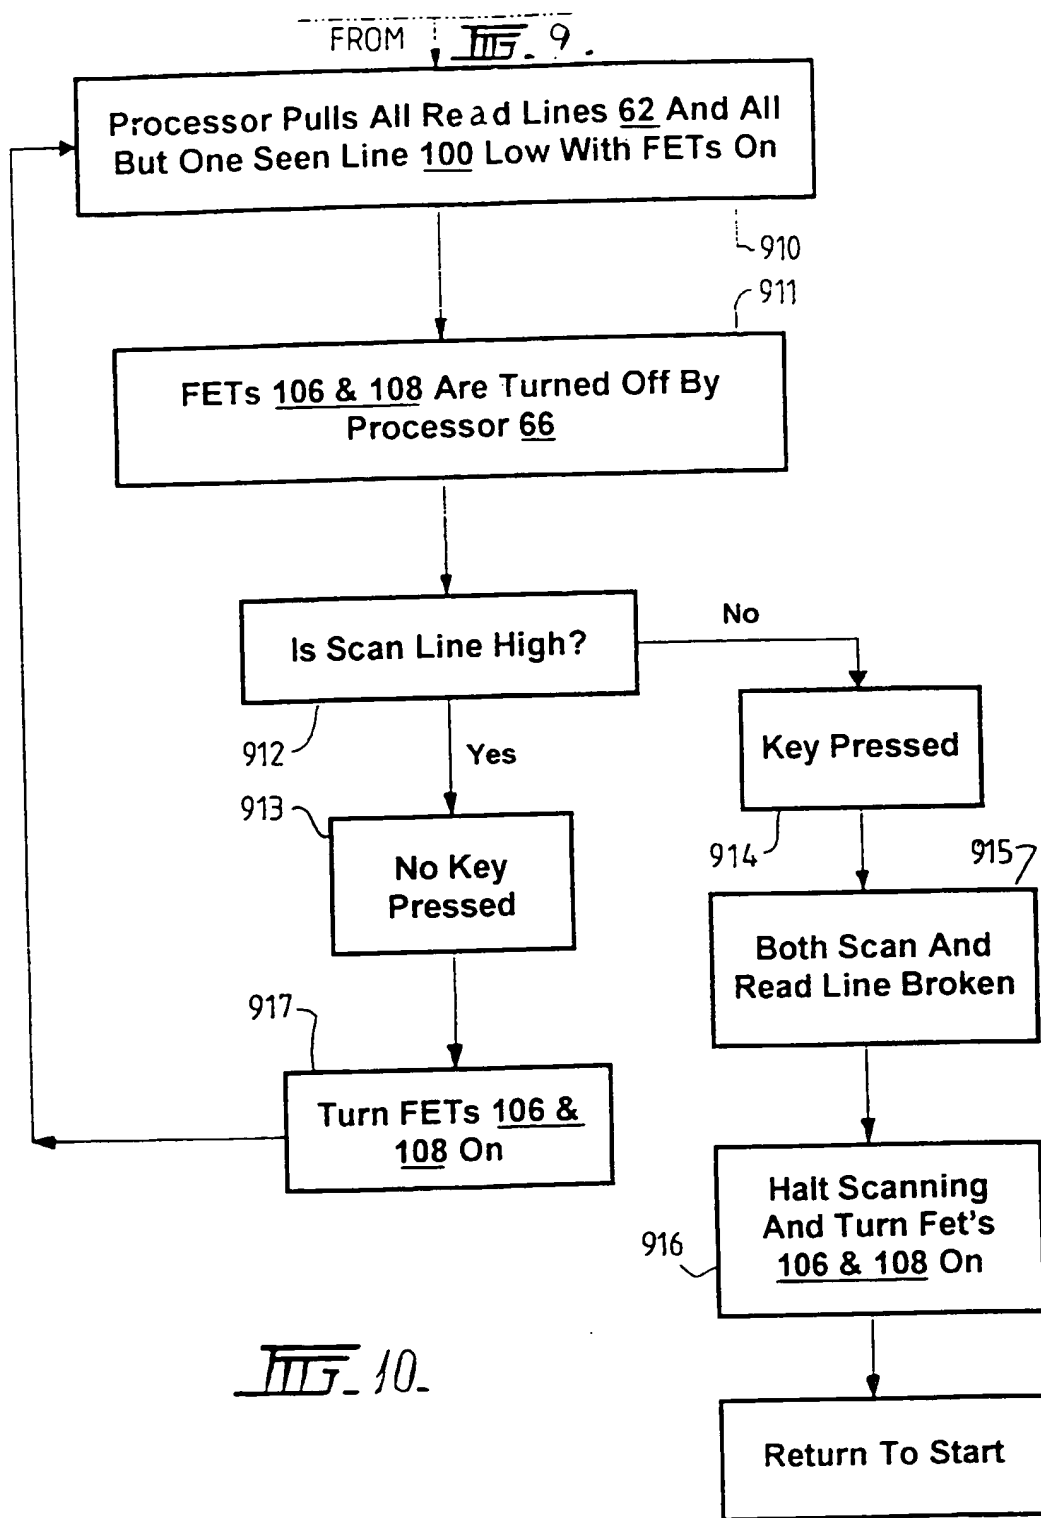 FROM FIG. 9.
Processor Pulls All Read Lines 62 And All
But One Seen Line 100 Low With FETs On
910
911
FETs 106 & 108 Are Turned Off By
Processor 66
Is Scan Line High?
No
912
Yes
Key Pressed
913
914
915
No Key
Pressed
Both Scan And
Read Line Broken
917
Turn FETs 106 &
108 On
Halt Scanning
And Turn Fet's
106 & 108 On
916
FIG. 10.
Return To Start